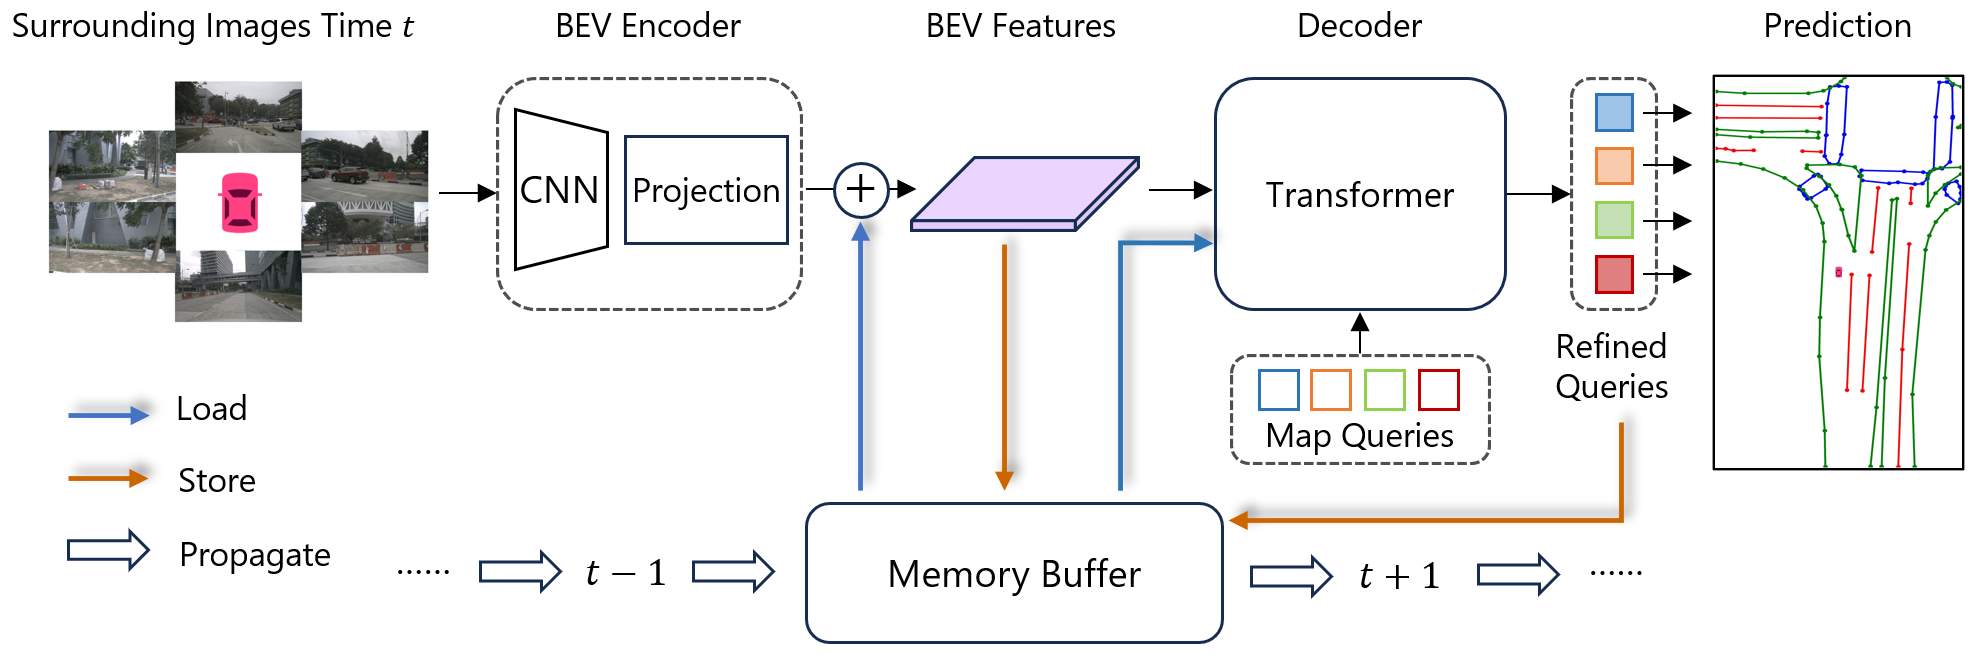 Surrounding Images Time t
BEV Encoder
BEV Features
Decoder
Prediction
CNN
Projection
+
Transformer
Refined
Queries
Map Queries
Load
Store
Propagate
......
t − 1
Memory Buffer
t + 1
......